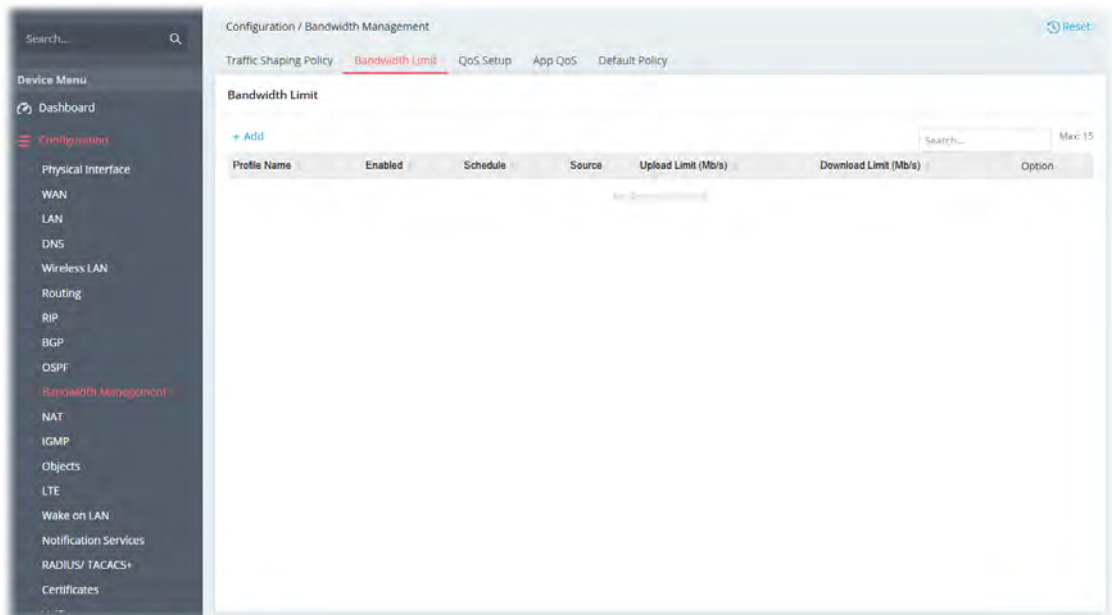 Search...
Device Menu
Dashboard
Configuration
Physical Interface
WAN
LAN
DNS
Wireless LAN
Routing
RIP
BGP
OSPF
Bandwidth Management
NAT
IGMP
Objects
LTE
Wake on LAN
Notification Services
RADIUS/ TACACS+
Certificates
Configuration / Bandwidth Management
Reset
Traffic Shaping Policy Bandwidth Limit QoS Setup App QoS Default Policy
Bandwidth Limit
+ Add
Search... Max: 15
Profile Name Enabled Schedule Source Upload Limit (Mb/s) Download Limit (Mb/s) Option